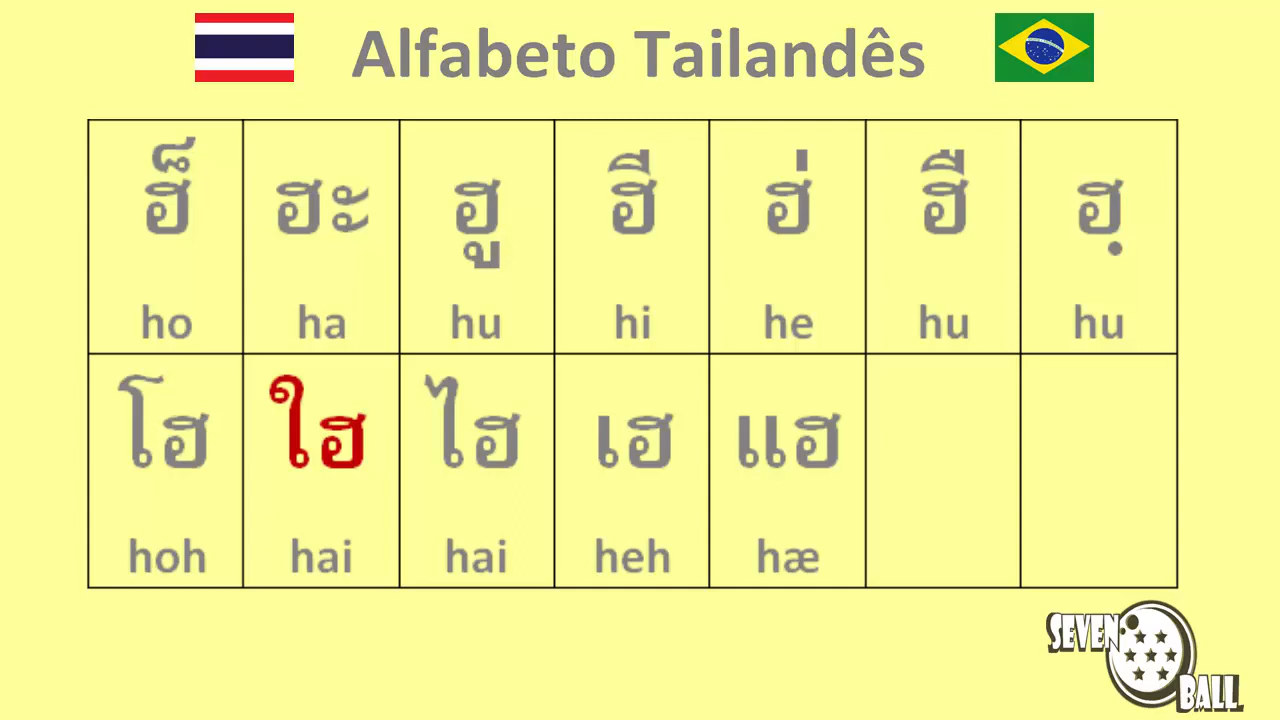 Alfabeto Tailandês
ฮ็ ฮะ ฮู ฮี ฮ่ ฮื ฮฺ
ho ha hu hi he hu hu
โฮ ใฮ ไฮ เฮ แฮ
hoh hai hai heh hæ
SEVEN
BALL